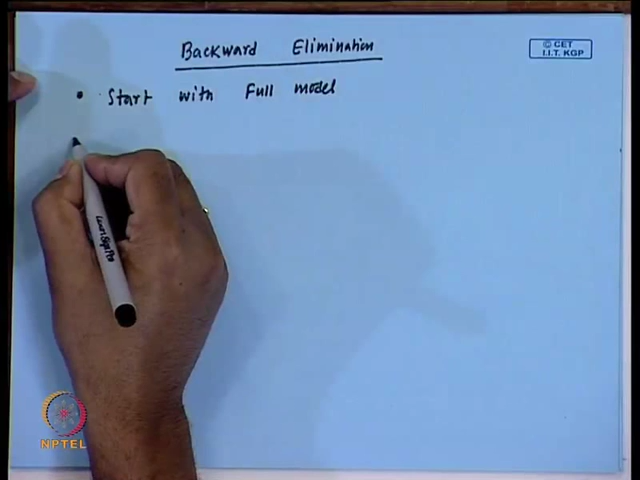 Backward Elimination
© CET
I.I.T. KGP
• Start with Full model
NPTEL